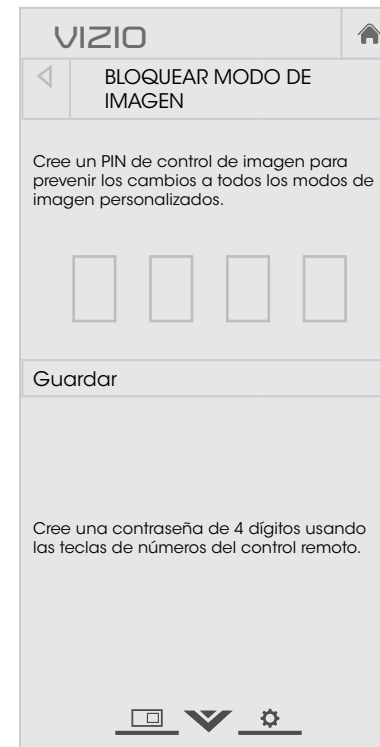 VIZIO
BLOQUEAR MODO DE
IMAGEN
Cree un PIN de control de imagen para
prevenir los cambios a todos los modos de
imagen personalizados.
Guardar
Cree una contraseña de 4 dígitos usando
las teclas de números del control remoto.